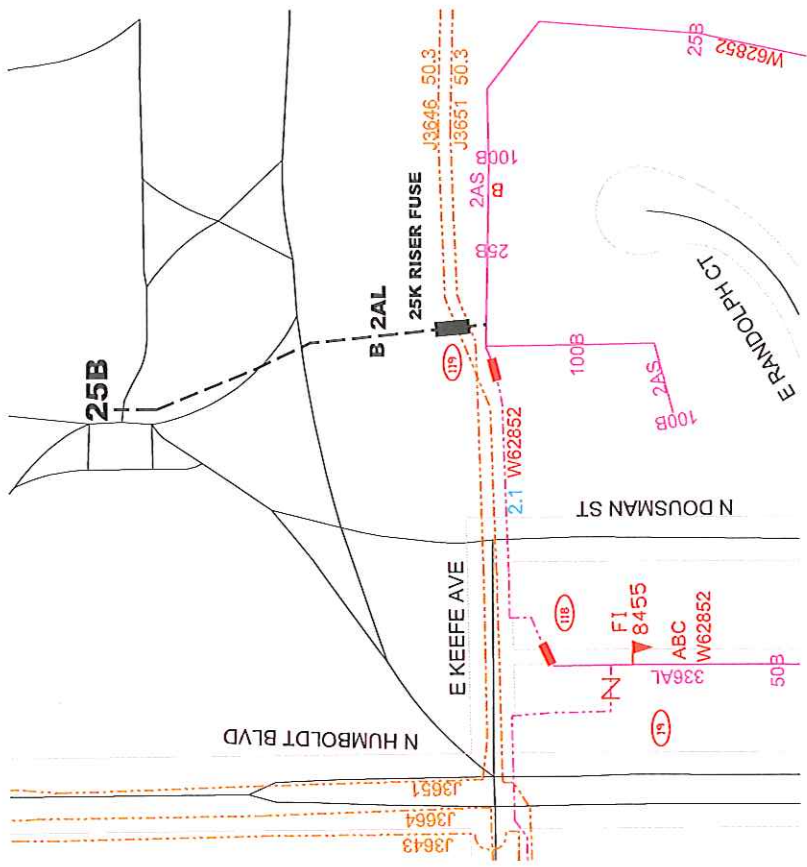 25B
J3646 50.3
J3651 50.3
25B
W62852
100B
2AS
B
25B
25K RISER FUSE
B 2AL
119
100B
2AS
100B
E RANDOLPH CT
2.1
W62852
N DOUSMAN ST
E KEEFE AVE
118
FI
8455
ABC
W62852
336AL
50B
N
19
N HUMBOLDT BLVD
J3651
J3664
J3643